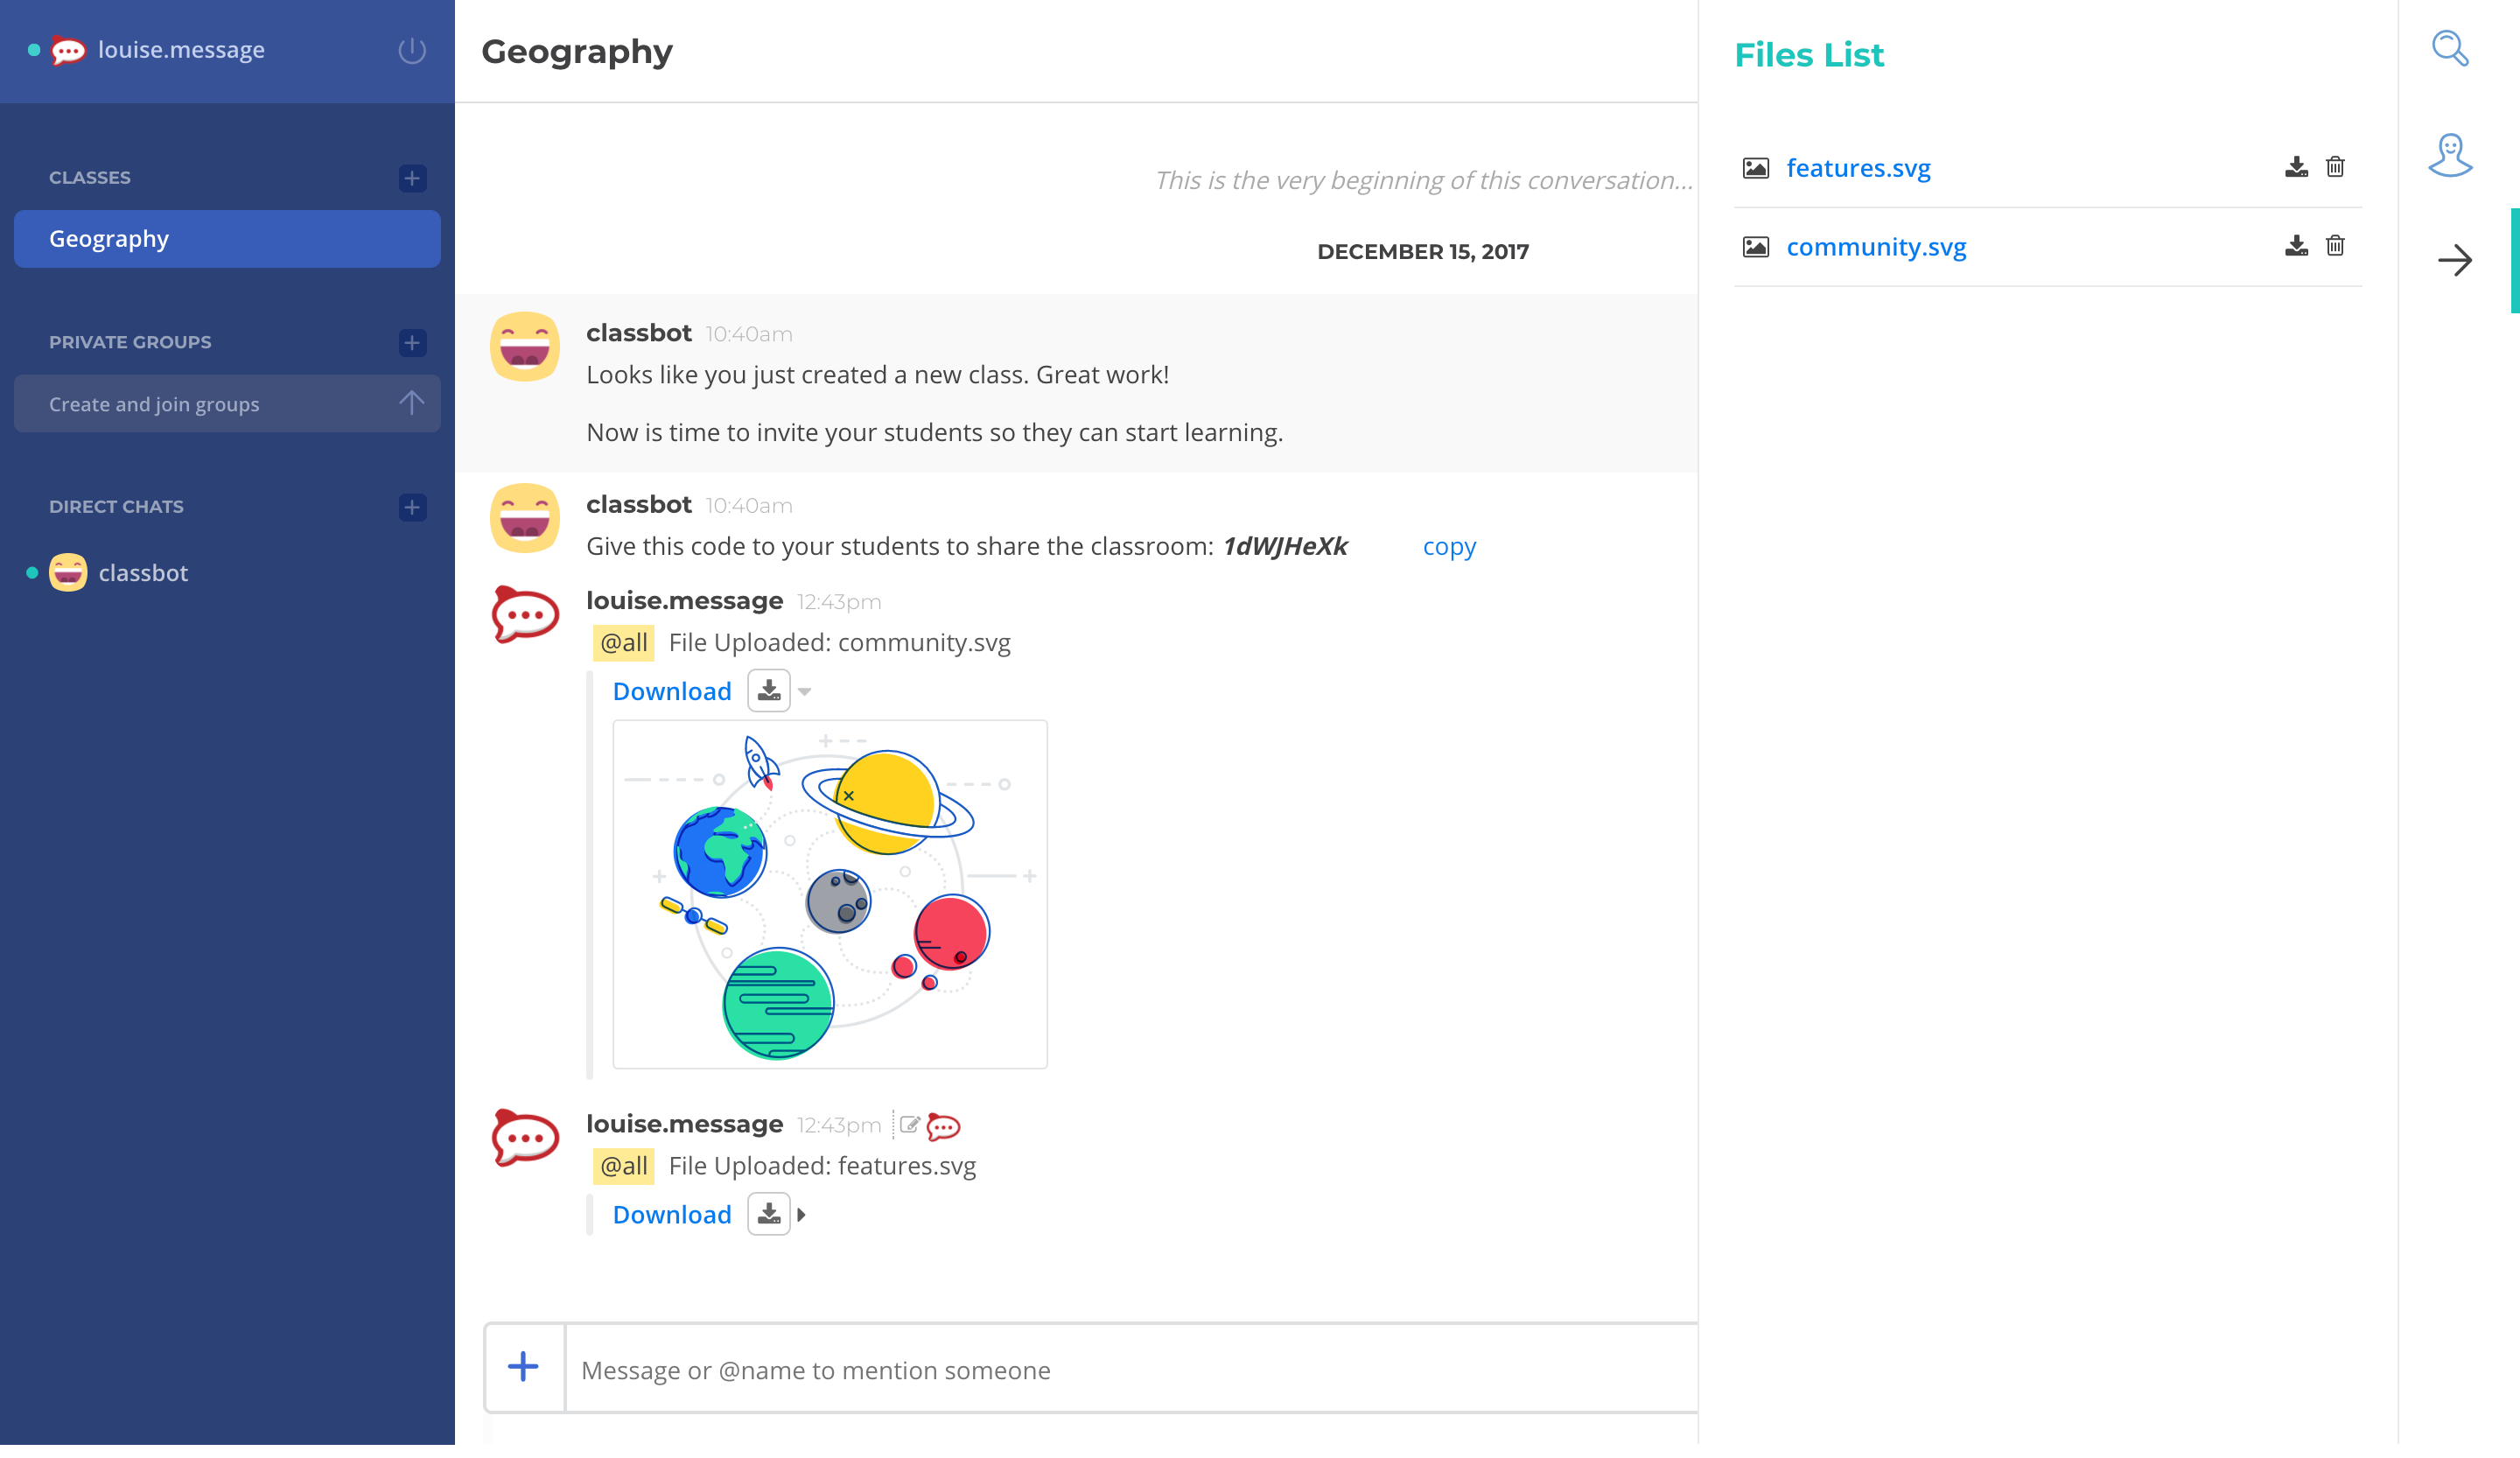 louise.message
CLASSES
Geography
PRIVATE GROUPS
Create and join groups
DIRECT CHATS
classbot
Geography
This is the very beginning of this conversation...
DECEMBER 15, 2017
classbot 10:40am
Looks like you just created a new class. Great work!
Now is time to invite your students so they can start learning.
classbot 10:40am
Give this code to your students to share the classroom: 1dWJHeXk copy
louise.message 12:43pm
@all File Uploaded: community.svg
Download
louise.message 12:43pm
@all File Uploaded: features.svg
Download
Message or @name to mention someone
Files List
features.svg
community.svg